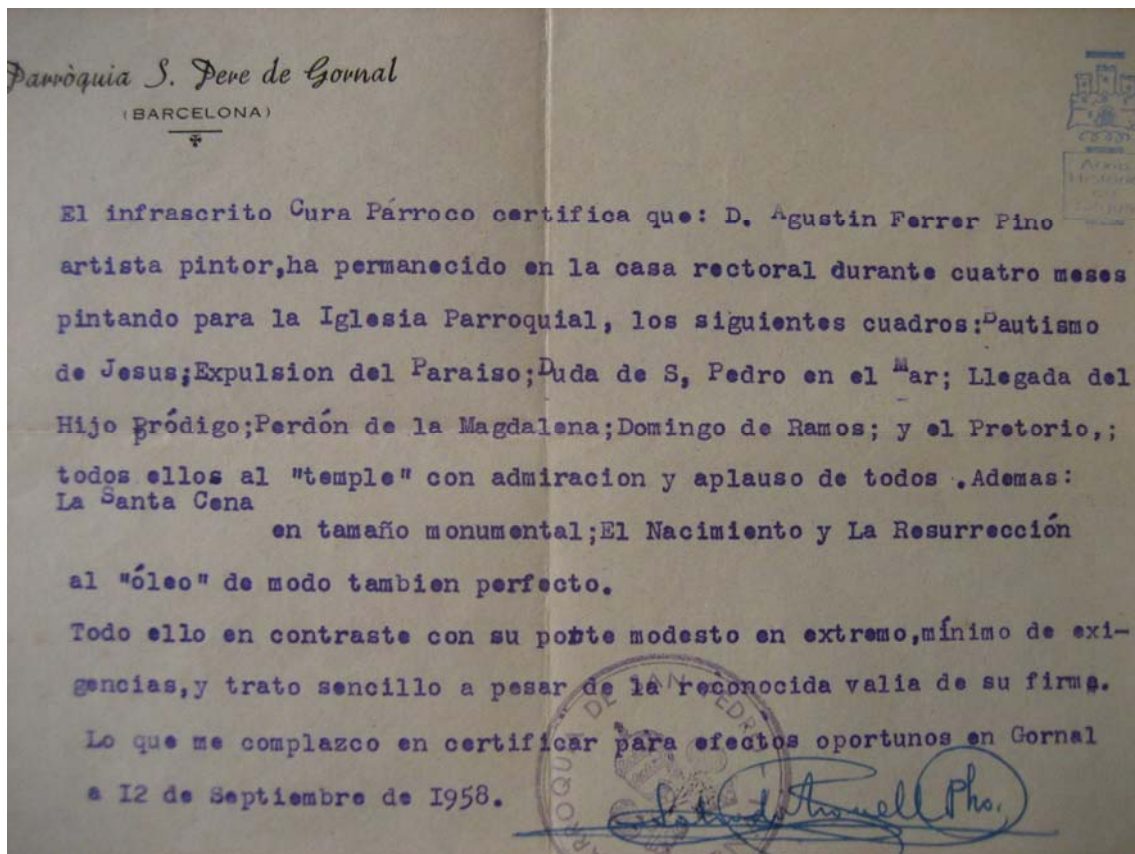 Parròquia S. Pere de Gornal
(BARCELONA)
El infrascrito Cura Párroco certifica que: D. Agustin Ferrer Pino
artista pintor,ha permanecido en la casa rectoral durante cuatro meses
pintando para la Iglesia Parroquial, los siguientes cuadros:Bautismo
de Jesus;Expulsion del Paraiso;Duda de S, Pedro en el Mar; Llegada del
Hijo Pródigo;Perdón de la Magdalena;Domingo de Ramos; y el Pretorio,;
todos ellos al "temple" con admiracion y aplauso de todos .Ademas:
La Santa Cena
en tamaño monumental;El Nacimiento y La Resurrección
al "óleo" de modo tambien perfecto.
Todo ello en contraste con su porte modesto en extremo,mínimo de exi-
gencias,y trato sencillo a pesar de la reconocida valia de su firma.
Lo que me complazco en certificar para efectos oportunos en Gornal
a I2 de Septiembre de I958.
PARROQUIA DE SAN PEDRO
Pbo.